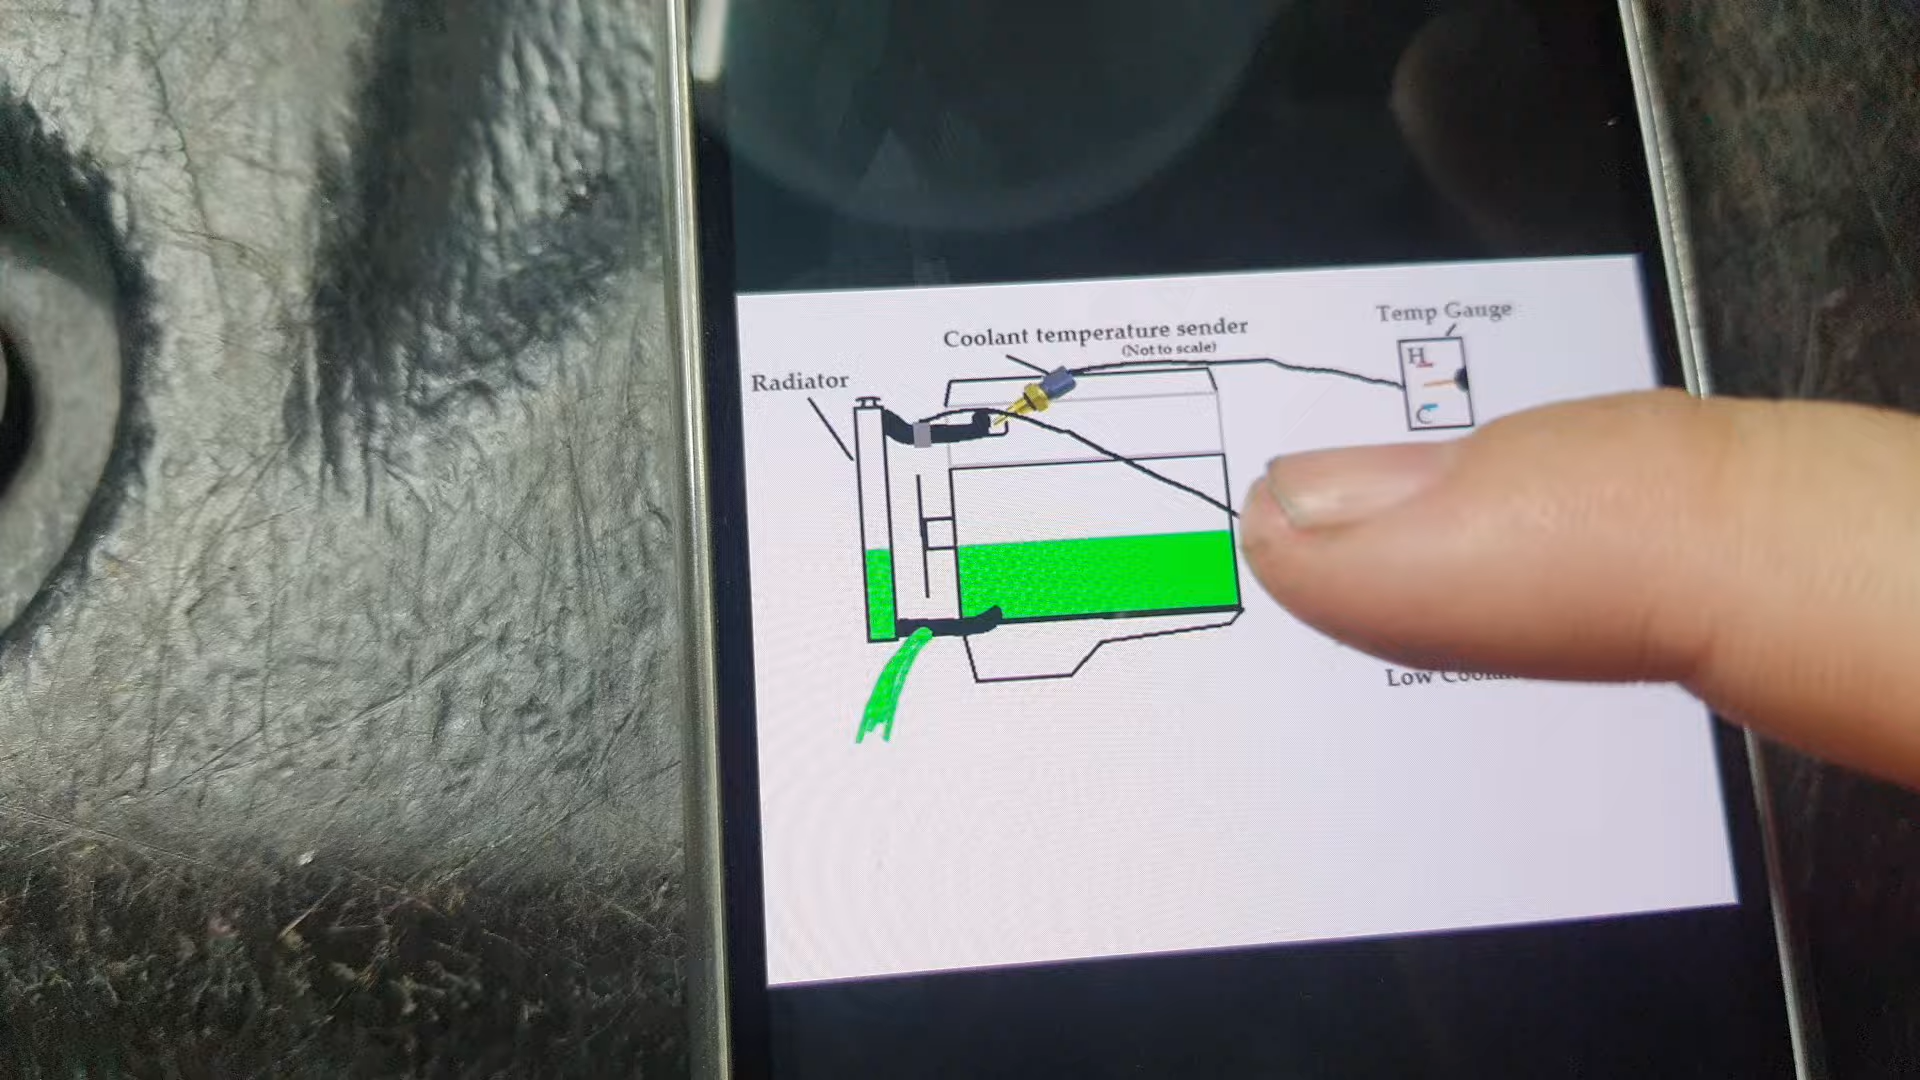 Temp Gauge
Coolant temperature sender
(Not to scale)
H
Radiator
C
Low